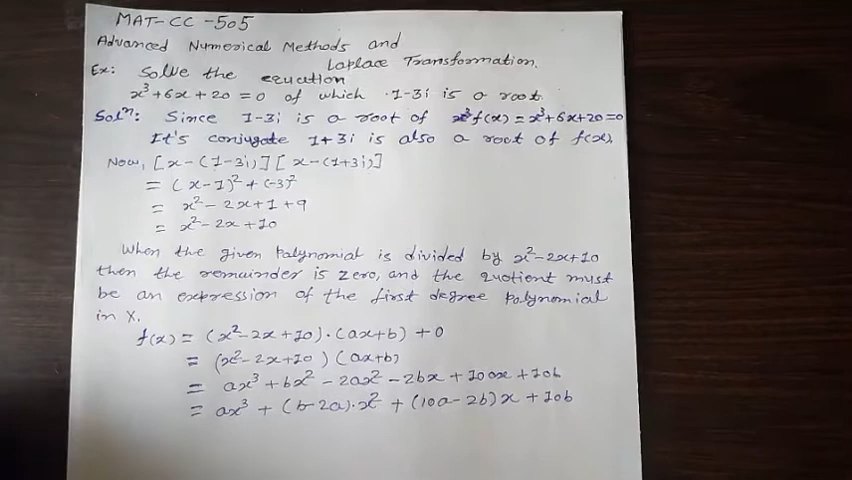 MAT-CC-505
Advanced Numerical Methods and
Laplace Transformation.
Ex: Solve the equation
x³+6x+20=0 of which 1-3i is a root.
Solⁿ: Since 1-3i is a root of f(x)=x³+6x+20=0
It's conjugate 1+3i is also a root of f(x).
Now, [x-(1-3i)][x-(1+3i)]
= (x-1)²+(-3)²
= x²-2x+1+9
= x²-2x+10
When the given Polynomial is divided by x²-2x+10
then the remainder is zero, and the quotient must
be an expression of the first degree Polynomial
in X.
f(x) = (x²-2x+10).(ax+b)+0
= (x²-2x+10)(ax+b)
= ax³+bx²-2ax²-2bx+10ax+10b
= ax³+(b-2a).x²+(10a-2b)x+10b